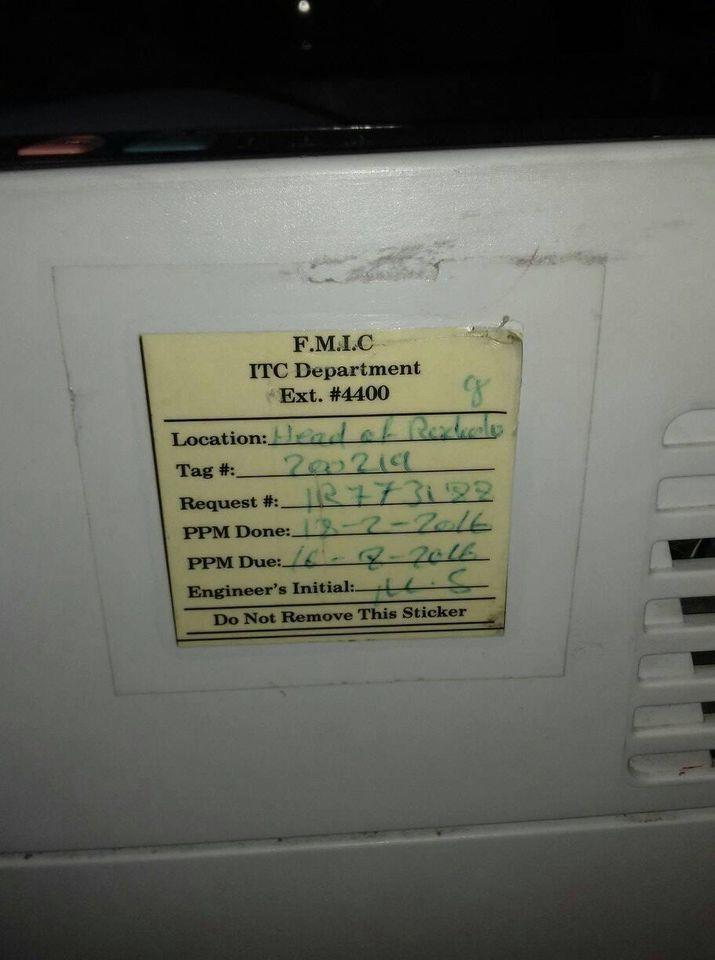 F.M.I.C
ITC Department
Ext. #4400
Location: Head of
Tag #: 200219
Request #: 1R773188
PPM Done: 18-2-2016
PPM Due: 16-8-2016
Engineer's Initial: M.S
Do Not Remove This Sticker